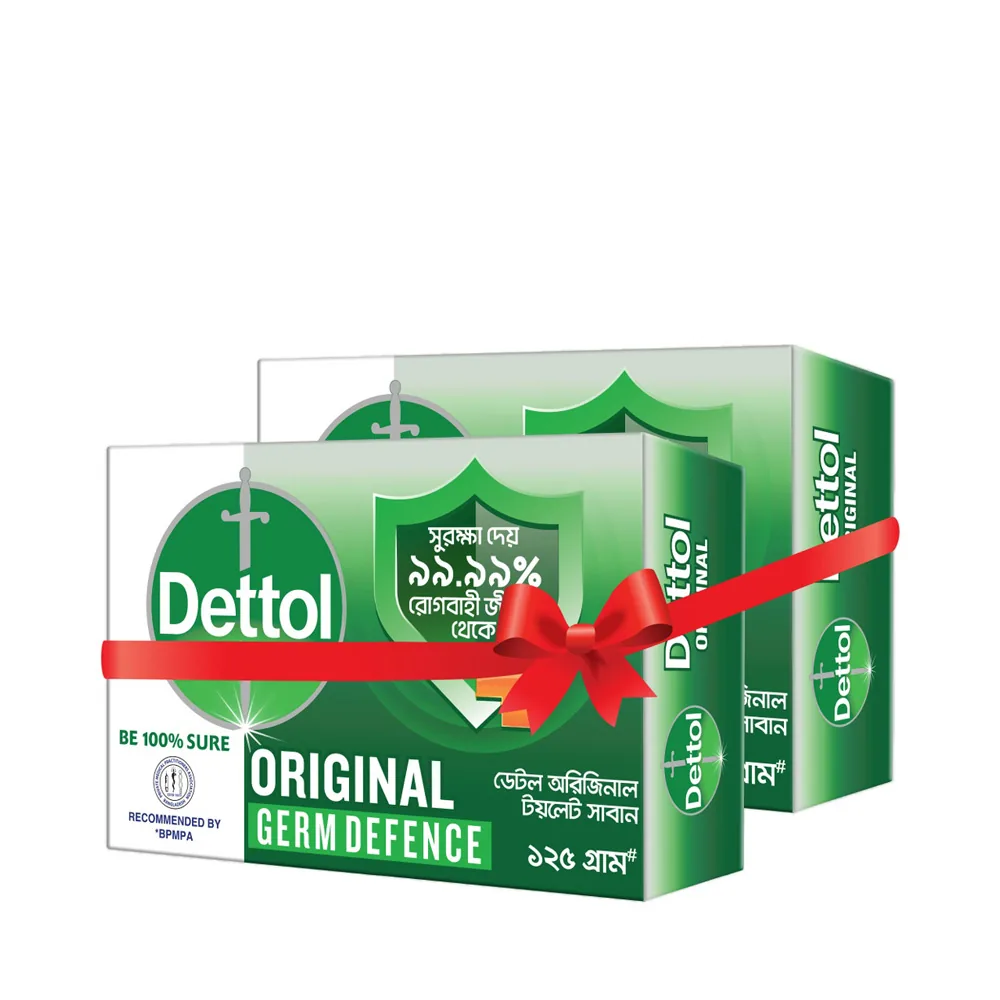 Dettol
BE 100% SURE
RECOMMENDED BY
*BPMPA
সুরক্ষা দেয়
৯৯.৯৯%
রোগবাহী
থেকে
ORIGINAL
GERM DEFENCE
ডেটল অরিজিনাল
টয়লেট সাবান
১২৫ গ্রাম#
Dettol
ORIGINAL
Dettol
Dettol
ORIGINAL
Dettol